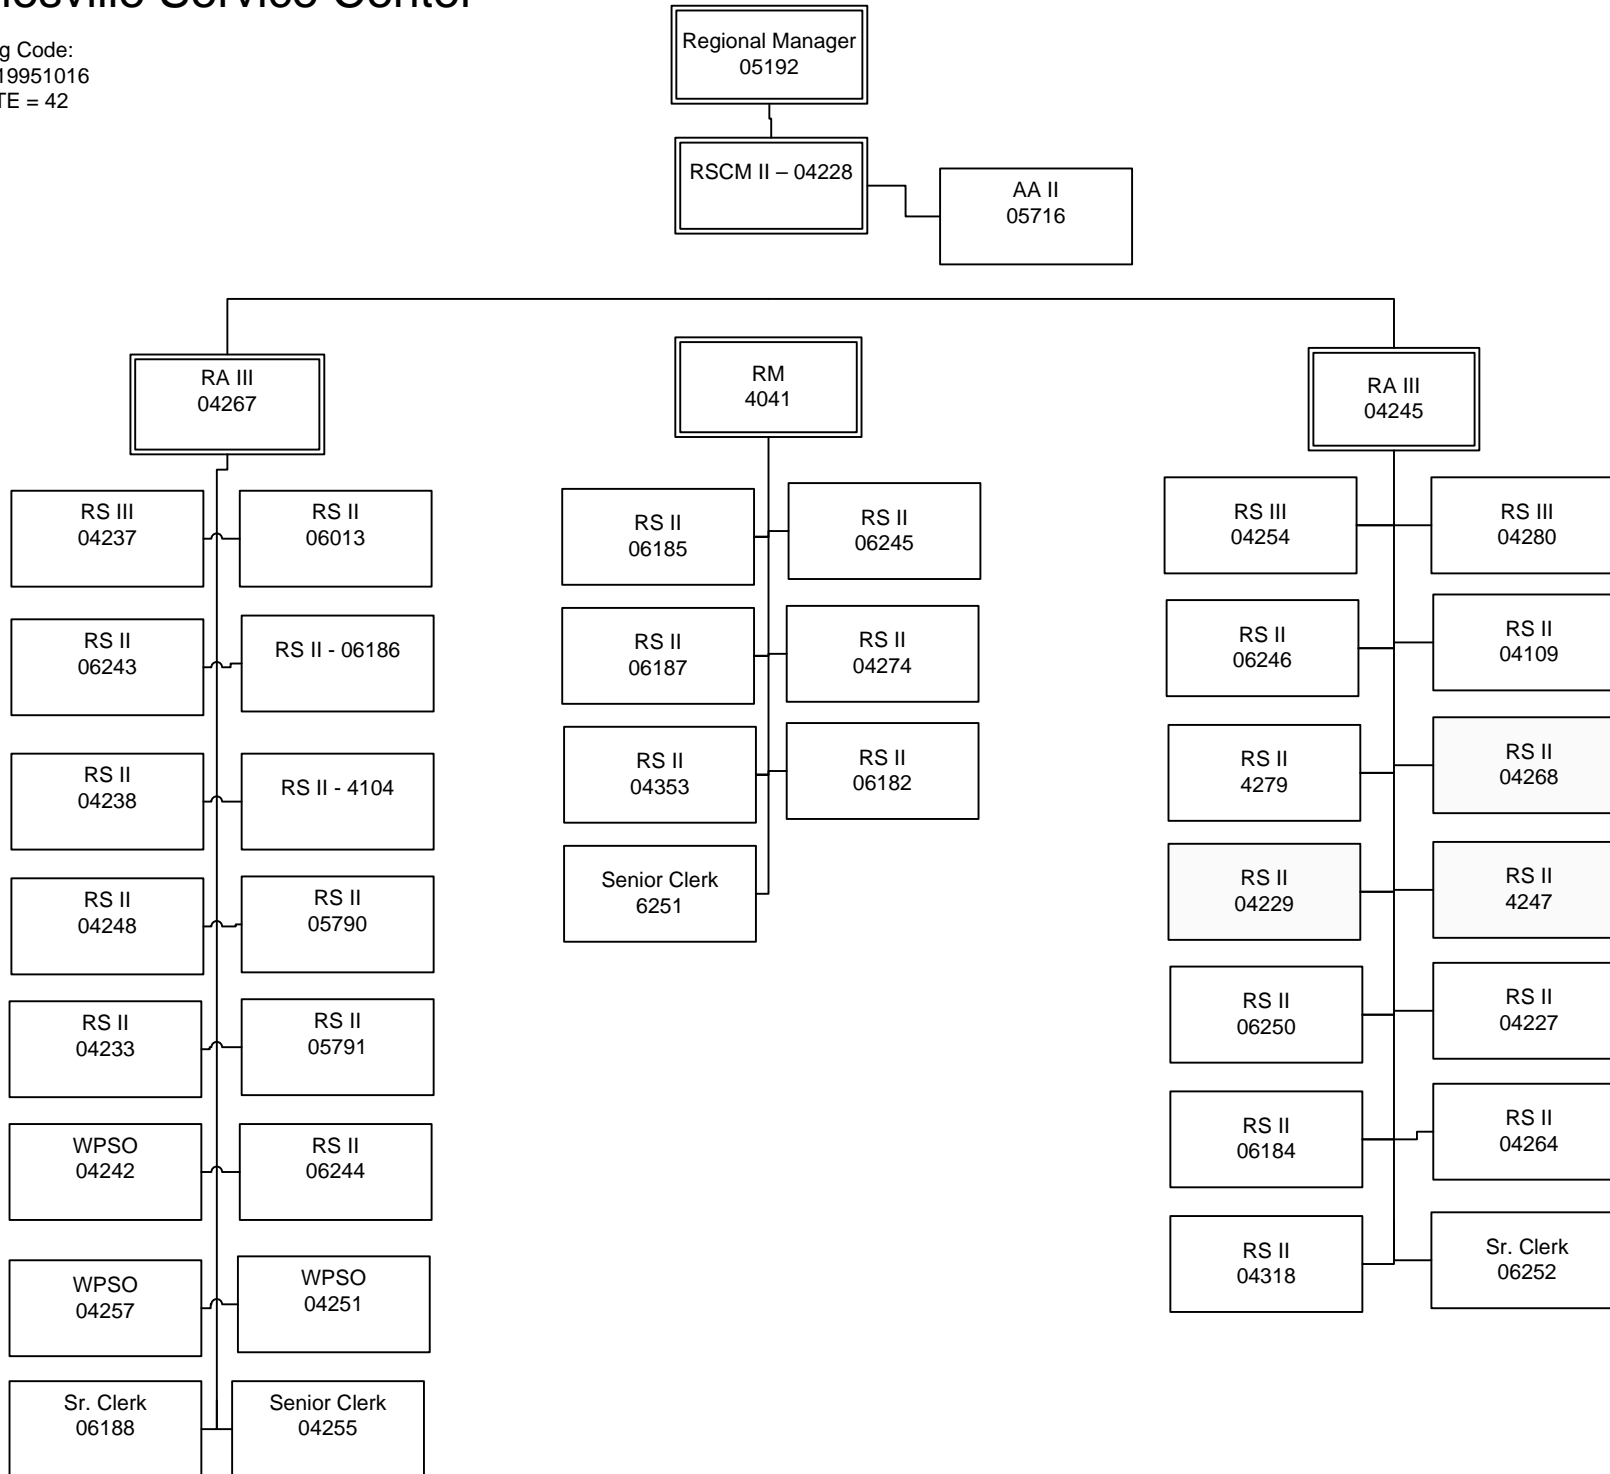 Service Center
Code:
19951016
= 42
Regional Manager
05192
RSCM II – 04228
AA II
05716
RA III
04267
RM
4041
RA III
04245
RS III
04237
RS II
06013
RS II
06243
RS II - 06186
RS II
04238
RS II - 4104
RS II
04248
RS II
05790
RS II
04233
RS II
05791
WPSO
04242
RS II
06244
WPSO
04257
WPSO
04251
Sr. Clerk
06188
Senior Clerk
04255
RS II
06185
RS II
06245
RS II
06187
RS II
04274
RS II
04353
RS II
06182
Senior Clerk
6251
RS III
04254
RS III
04280
RS II
06246
RS II
04109
RS II
4279
RS II
04268
RS II
04229
RS II
4247
RS II
06250
RS II
04227
RS II
06184
RS II
04264
RS II
04318
Sr. Clerk
06252